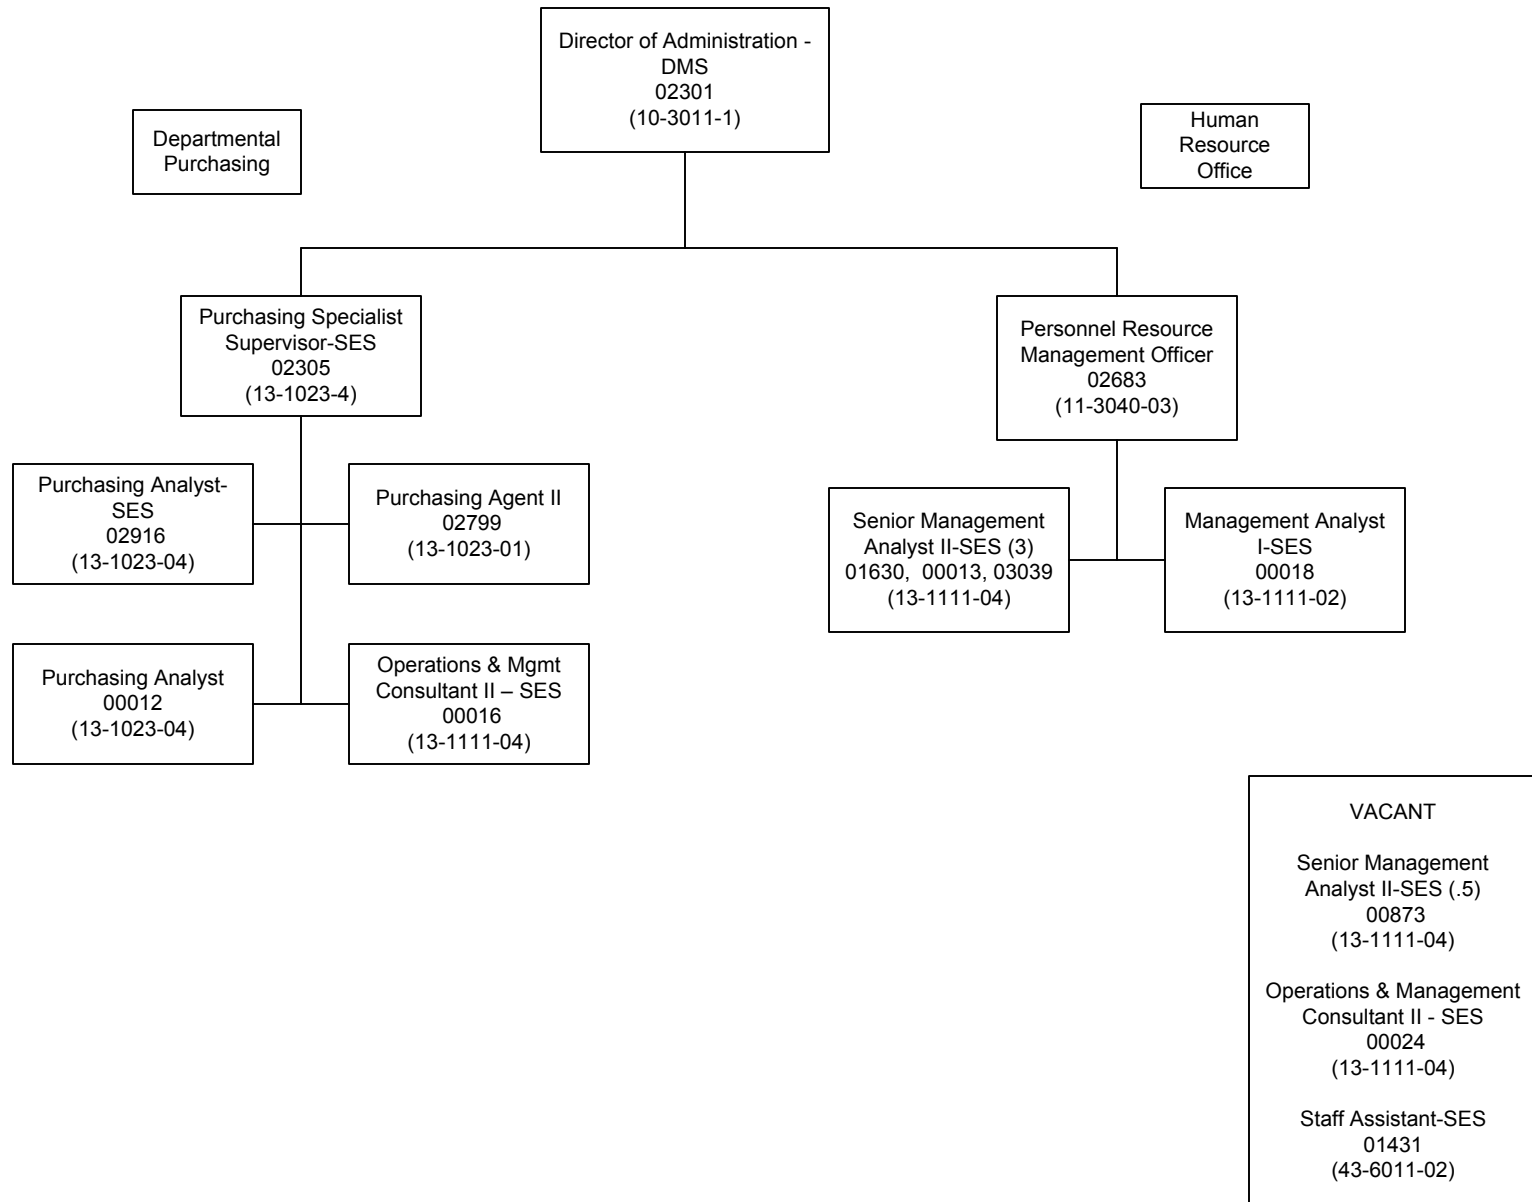 Director of Administration -
DMS
02301
(10-3011-1)
Departmental
Purchasing
Human
Resource
Office
Purchasing Specialist
Supervisor-SES
02305
(13-1023-4)
Personnel Resource
Management Officer
02683
(11-3040-03)
Purchasing Analyst-
SES
02916
(13-1023-04)
Purchasing Agent II
02799
(13-1023-01)
Senior Management
Analyst II-SES (3)
01630,  00013, 03039
(13-1111-04)
Management Analyst
I-SES
00018
(13-1111-02)
Purchasing Analyst
00012
(13-1023-04)
Operations & Mgmt
Consultant II – SES
00016
(13-1111-04)
VACANT
Senior Management
Analyst II-SES (.5)
00873
(13-1111-04)
Operations & Management
Consultant II - SES
00024
(13-1111-04)
Staff Assistant-SES
01431
(43-6011-02)